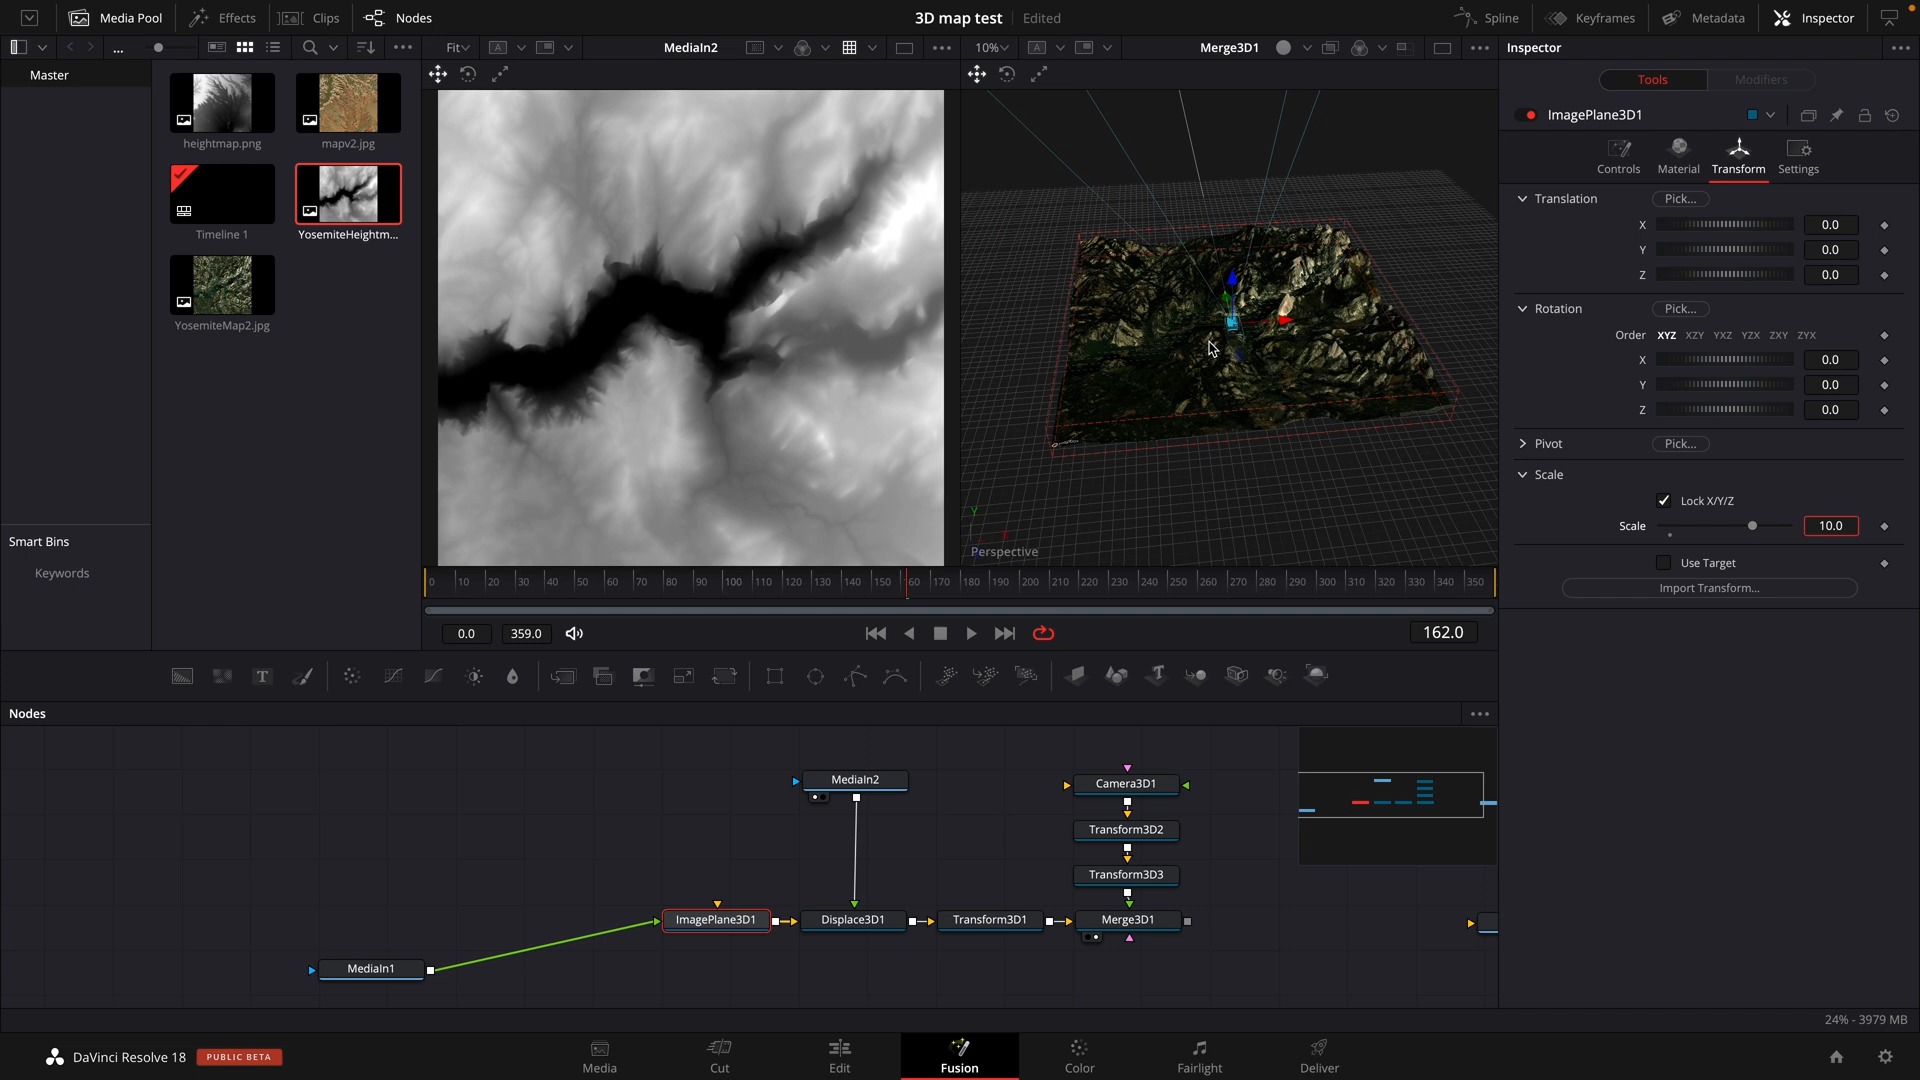 Media Pool Effects Clips Nodes 3D map test Edited Spline Keyframes Metadata Inspector
... Fit MediaIn2 10% Merge3D1 Inspector
Master
heightmap.png mapv2.jpg
Timeline 1 YosemiteHeightm...
YosemiteMap2.jpg
Smart Bins
Keywords
A
A
Y
Perspective
Tools Modifiers
ImagePlane3D1
Controls Material Transform Settings
Translation Pick...
X 0.0
Y 0.0
Z 0.0
Rotation Pick...
Order XYZ XZY YXZ YZX ZXY ZYX
X 0.0
Y 0.0
Z 0.0
Pivot Pick...
Scale
Lock X/Y/Z
Scale 10.0
Use Target
Import Transform...
0 10 20 30 40 50 60 70 80 90 100 110 120 130 140 150 160 170 180 190 200 210 220 230 240 250 260 270 280 290 300 310 320 330 340 350
0.0 359.0 162.0
T T
Nodes
MediaIn2 Camera3D1
Transform3D2
Transform3D3
ImagePlane3D1 Displace3D1 Transform3D1 Merge3D1
MediaIn1
24% - 3979 MB
DaVinci Resolve 18 PUBLIC BETA Media Cut Edit Fusion Color Fairlight Deliver